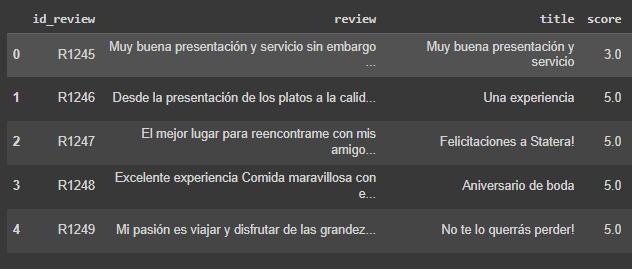 id_review review title score
0 R1245 Muy buena presentación y servicio sin embargo ... Muy buena presentación y servicio 3.0
1 R1246 Desde la presentación de los platos a la calid... Una experiencia 5.0
2 R1247 El mejor lugar para reencontrame con mis amigo... Felicitaciones a Statera! 5.0
3 R1248 Excelente experiencia Comida maravillosa con e... Aniversario de boda 5.0
4 R1249 Mi pasión es viajar y disfrutar de las grandez... No te lo querrás perder! 5.0